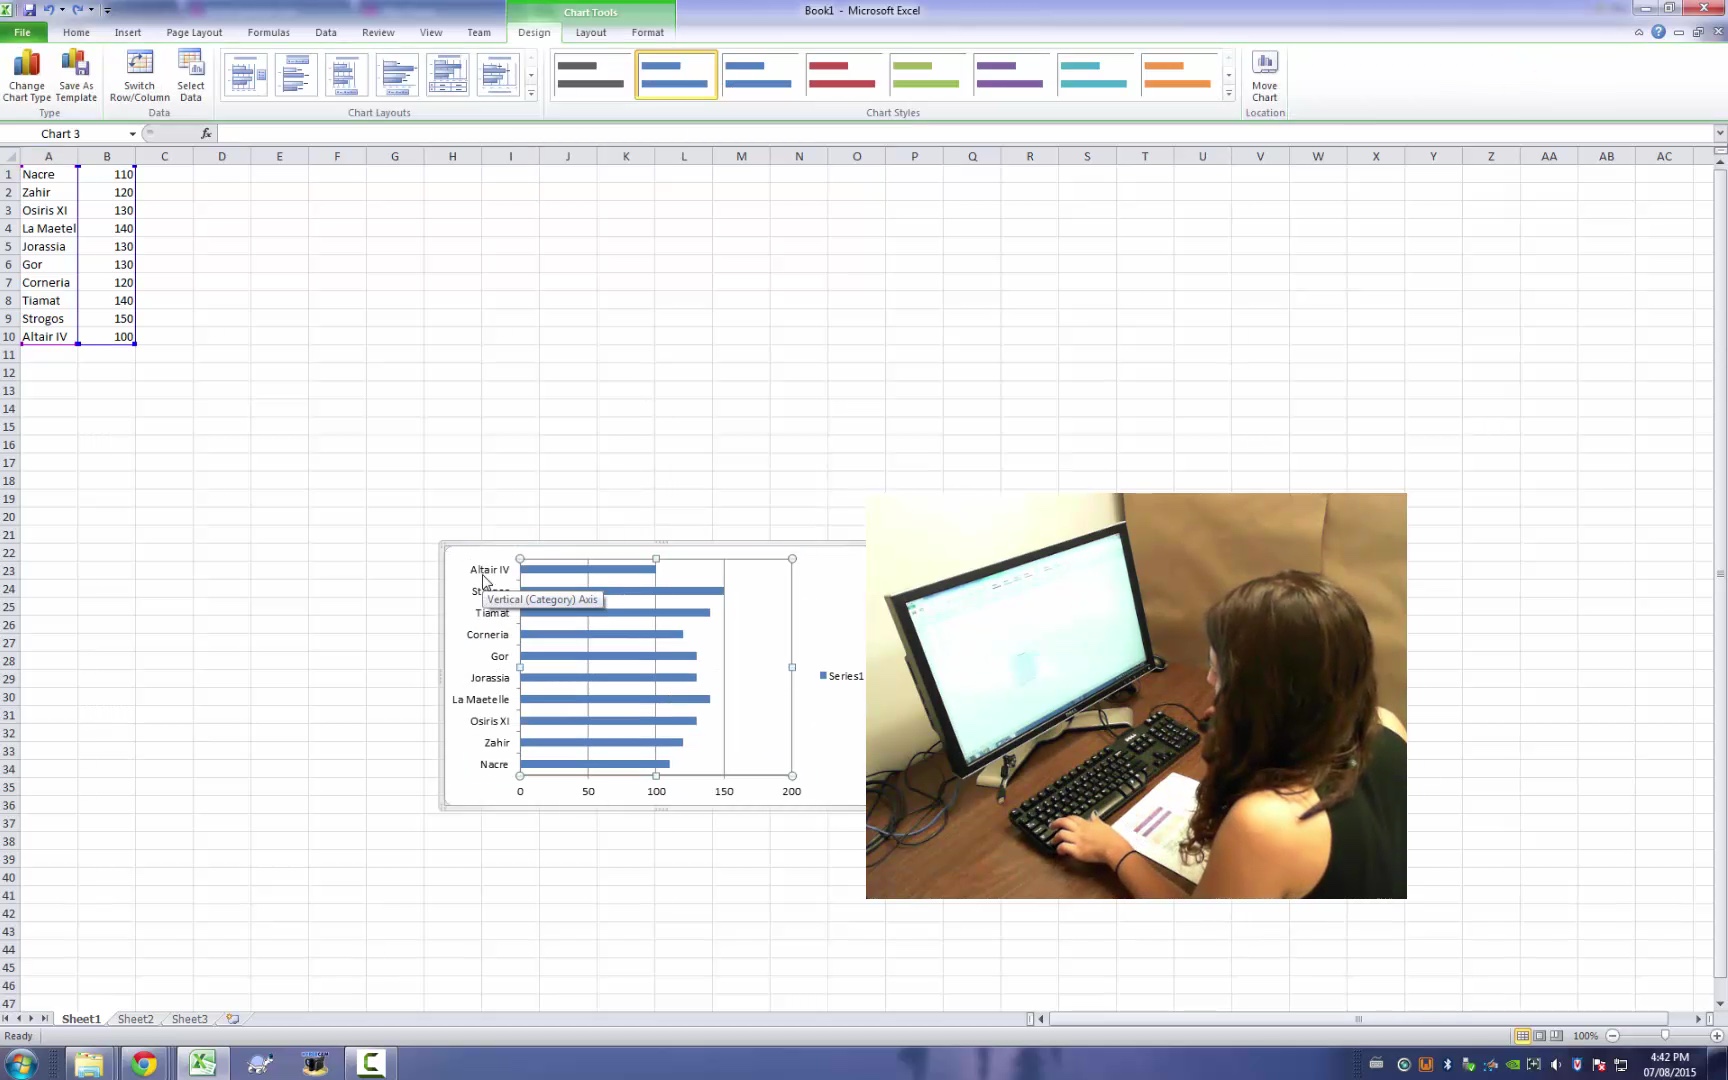 Chart Tools
Book1 - Microsoft Excel
File Home Insert Page Layout Formulas Data Review View Team Design Layout Format
Change Chart Type
Save As Template
Switch Row/Column
Select Data
Move Chart
Type Data Chart Layouts Chart Styles Location
Chart 3 fx
A B C D E F G H I J K L M N O P Q R S T U V W X Y Z AA AB AC
1 Nacre 110
2 Zahir 120
3 Osiris XI 130
4 La Maetel 140
5 Jorassia 130
6 Gor 130
7 Corneria 120
8 Tiamat 140
9 Strogos 150
10 Altair IV 100
11
12
13
14
15
16
17
18
19
20
21
22
23
24
25
26
27
28
29
30
31
32
33
34
35
36
37
38
39
40
41
42
43
44
45
46
47
Altair IV
Vertical (Category) Axis
Tiamat
Corneria
Gor
Jorassia
La Maetelle
Osiris XI
Zahir
Nacre
0 50 100 150 200
Series1
Sheet1 Sheet2 Sheet3
Ready 100%
4:42 PM
07/08/2015